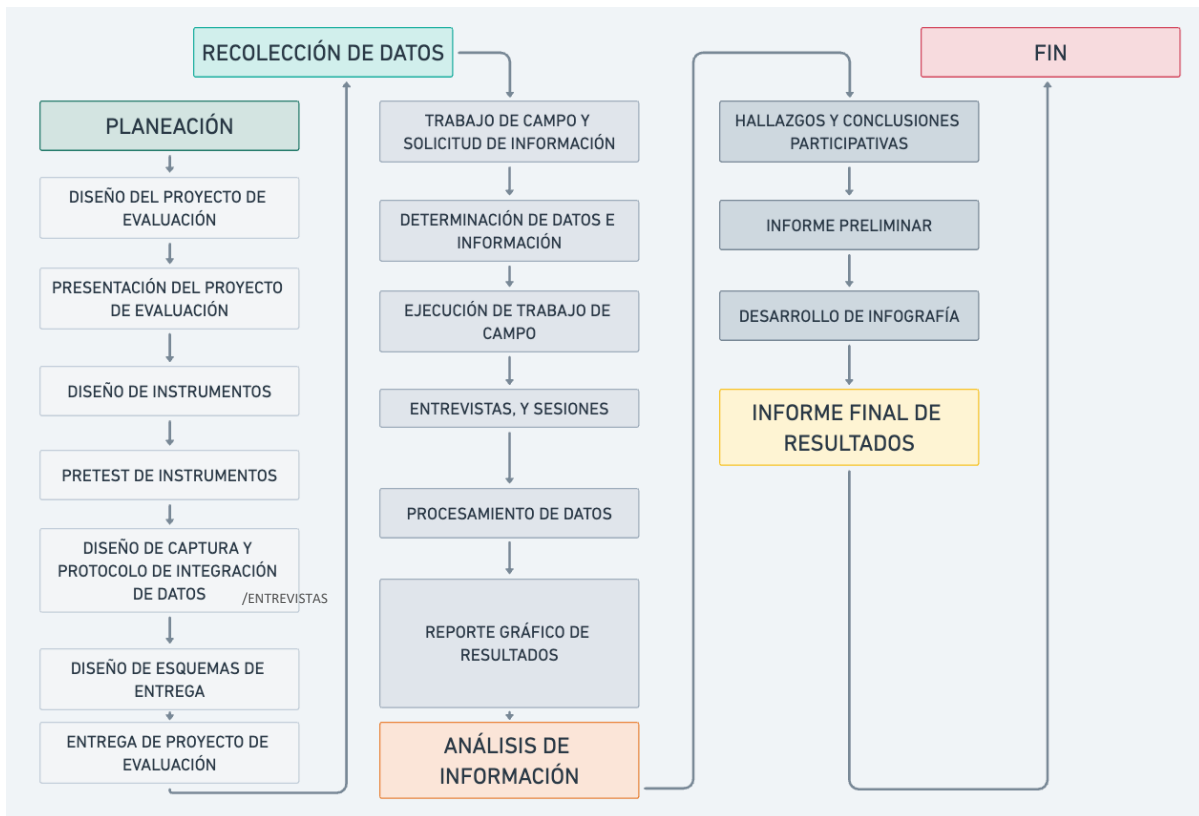 PLANEACIÓN
DISEÑO DEL PROYECTO DE
EVALUACIÓN
PRESENTACIÓN DEL PROYECTO
DE EVALUACIÓN
DISEÑO DE INSTRUMENTOS
PRETEST DE INSTRUMENTOS
DISEÑO DE CAPTURA Y
PROTOCOLO DE INTEGRACIÓN
DE DATOS /ENTREVISTAS
DISEÑO DE ESQUEMAS DE
ENTREGA
ENTREGA DE PROYECTO DE
EVALUACIÓN
RECOLECCIÓN DE DATOS
TRABAJO DE CAMPO Y
SOLICITUD DE INFORMACIÓN
DETERMINACIÓN DE DATOS E
INFORMACIÓN
EJECUCIÓN DE TRABAJO DE
CAMPO
ENTREVISTAS, Y SESIONES
PROCESAMIENTO DE DATOS
REPORTE GRÁFICO DE
RESULTADOS
ANÁLISIS DE
INFORMACIÓN
HALLAZGOS Y CONCLUSIONES
PARTICIPATIVAS
INFORME PRELIMINAR
DESARROLLO DE INFOGRAFÍA
INFORME FINAL DE
RESULTADOS
FIN